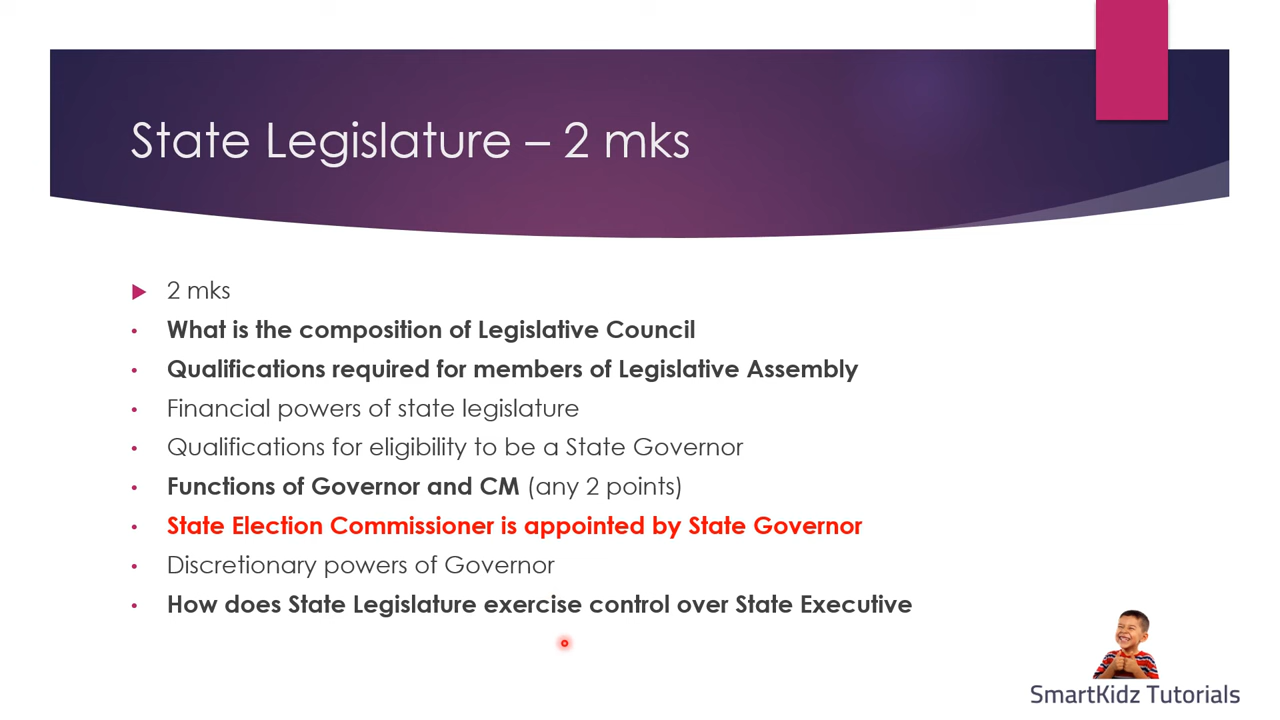 State Legislature – 2 mks
2 mks
What is the composition of Legislative Council
Qualifications required for members of Legislative Assembly
Financial powers of state legislature
Qualifications for eligibility to be a State Governor
Functions of Governor and CM (any 2 points)
State Election Commissioner is appointed by State Governor
Discretionary powers of Governor
How does State Legislature exercise control over State Executive
SmartKidz Tutorials